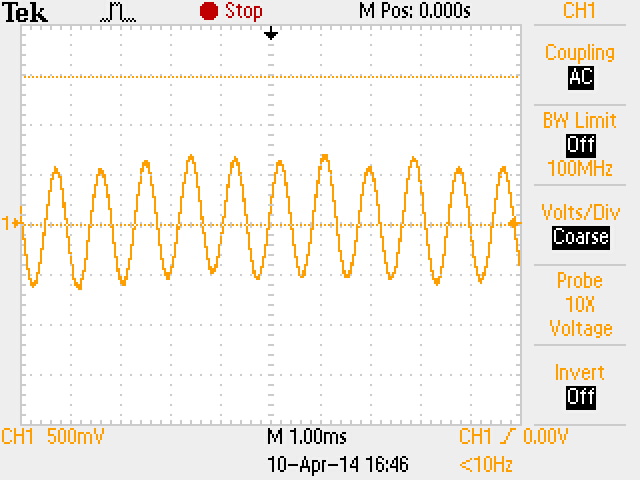 Tek Stop M Pos: 0.000s CH1
Coupling
AC
BW Limit
Off
100MHz
Volts/Div
Coarse
Probe
10X
Voltage
Invert
Off
1
CH1 500mV M 1.00ms CH1 0.00V
10-Apr-14 16:46 <10Hz